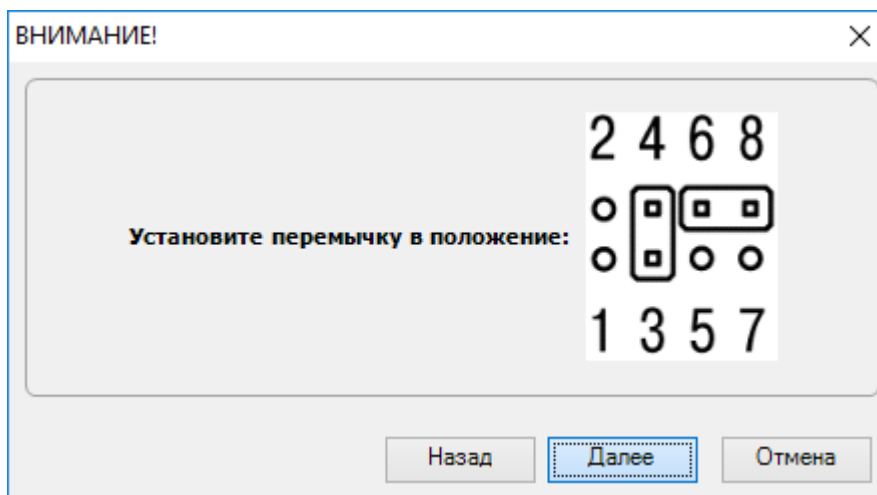 ВНИМАНИЕ!
2 4 6 8
Установите перемычку в положение:
1 3 5 7
Назад
Далее
Отмена